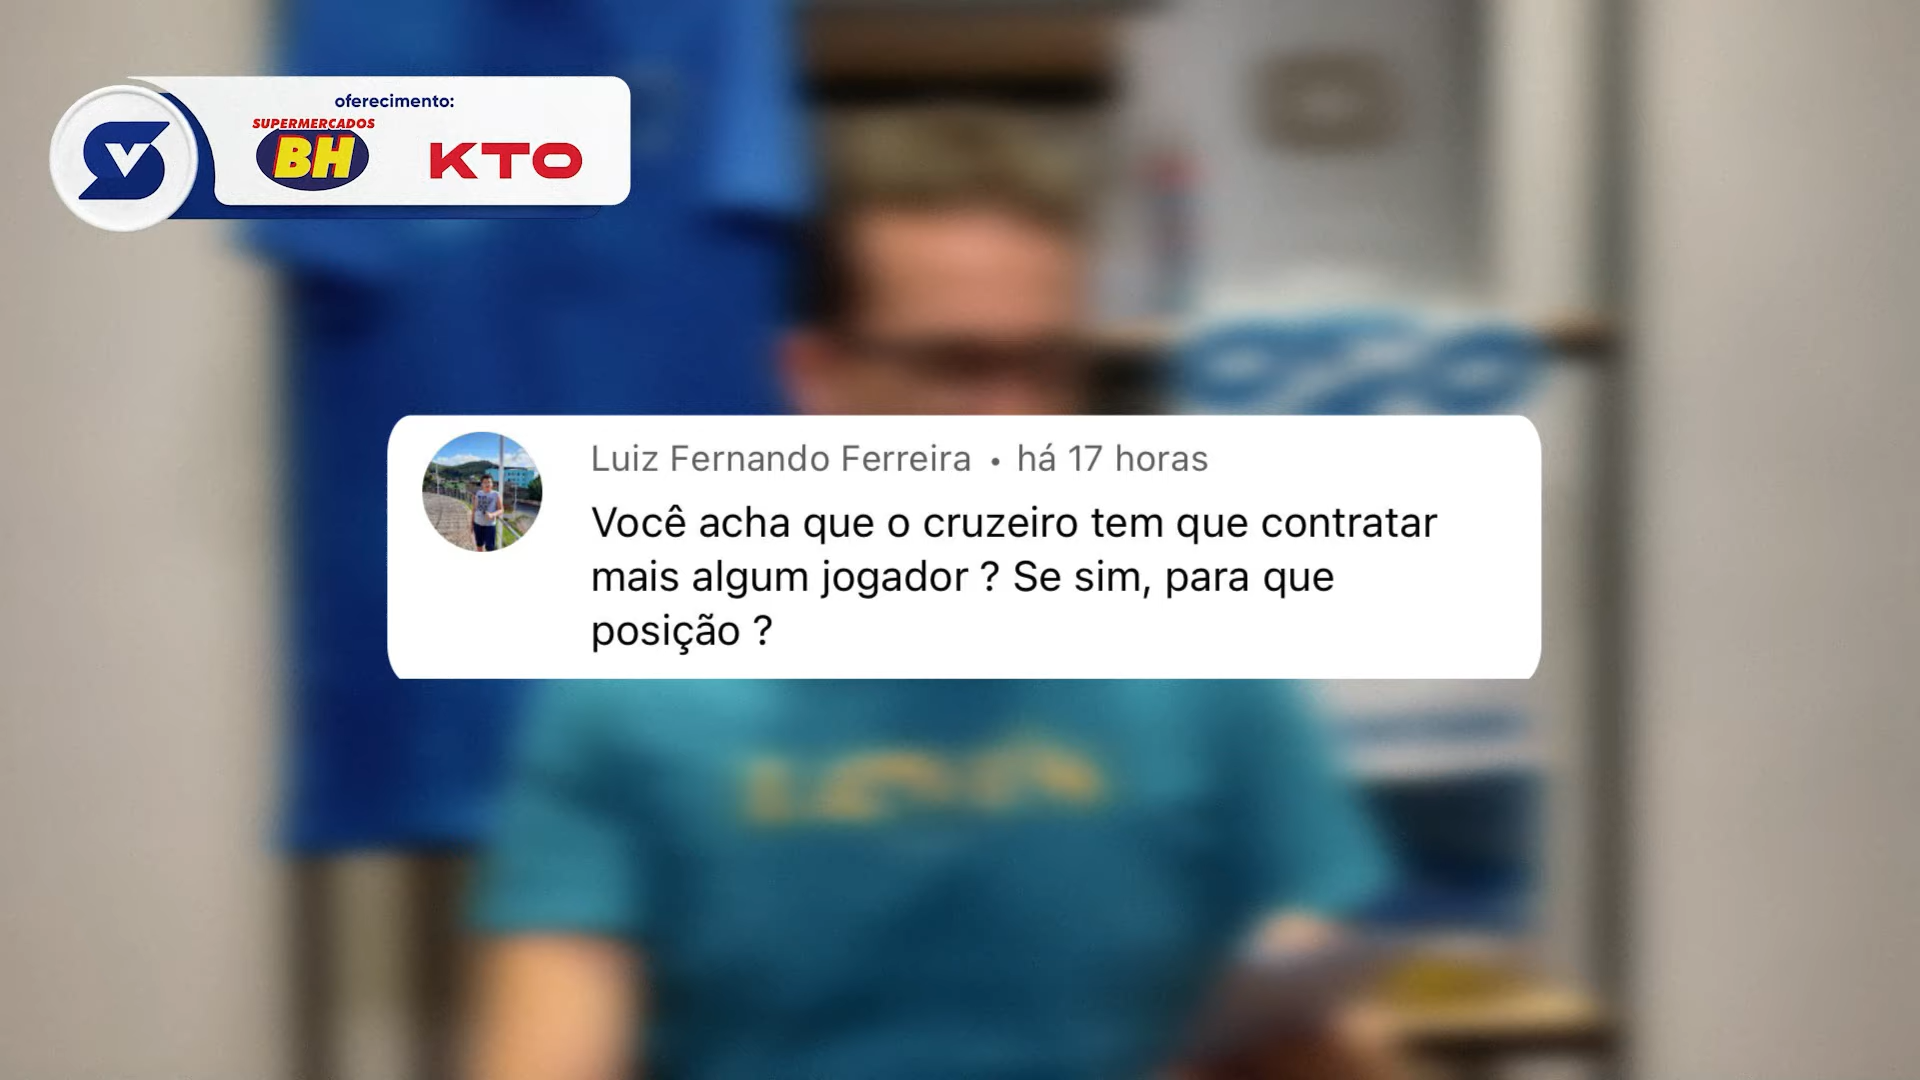 oferecimento:
SUPERMERCADOS
BH
KTO
Luiz Fernando Ferreira • há 17 horas
Você acha que o cruzeiro tem que contratar
mais algum jogador ? Se sim, para que
posição ?